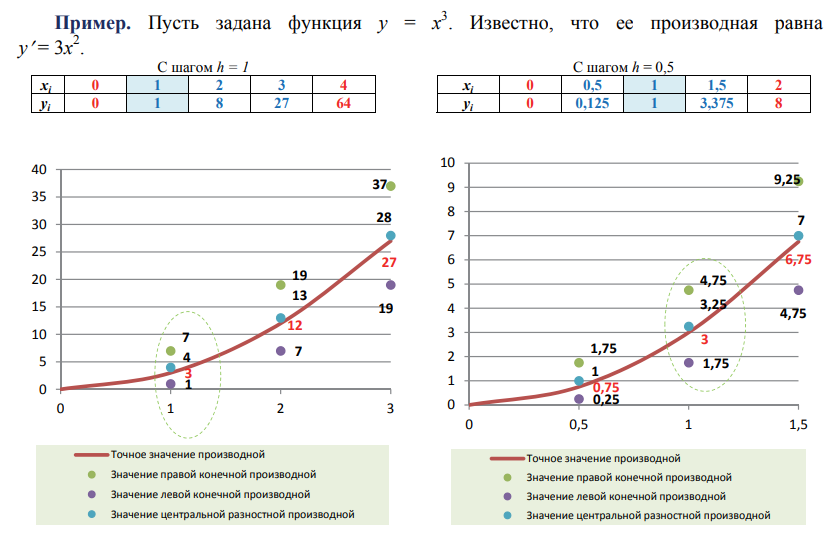 Пример. Пусть задана функция y = x³. Известно, что ее производная равна
y′ = 3x².
С шагом h = 1
xᵢ 0 1 2 3 4
yᵢ 0 1 8 27 64
С шагом h = 0,5
xᵢ 0 0,5 1 1,5 2
yᵢ 0 0,125 1 3,375 8
40
35
30
25
20
15
10
5
0
0 1 2 3
37
28
27
19
19
13
12
7
7
4
3
1
Точное значение производной
Значение правой конечной производной
Значение левой конечной производной
Значение центральной разностной производной
10
9
8
7
6
5
4
3
2
1
0
0 0,5 1 1,5
9,25
7
6,75
4,75
4,75
3,25
3
1,75
1,75
1
0,75
0,25
Точное значение производной
Значение правой конечной производной
Значение левой конечной производной
Значение центральной разностной производной